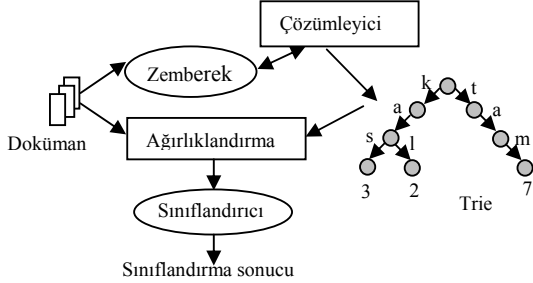 Çözümleyici
Zemberek
k t
a a
Doküman
Ağırlıklandırma
s l m
3 2 7
Trie
Sınıflandırıcı
Sınıflandırma sonucu